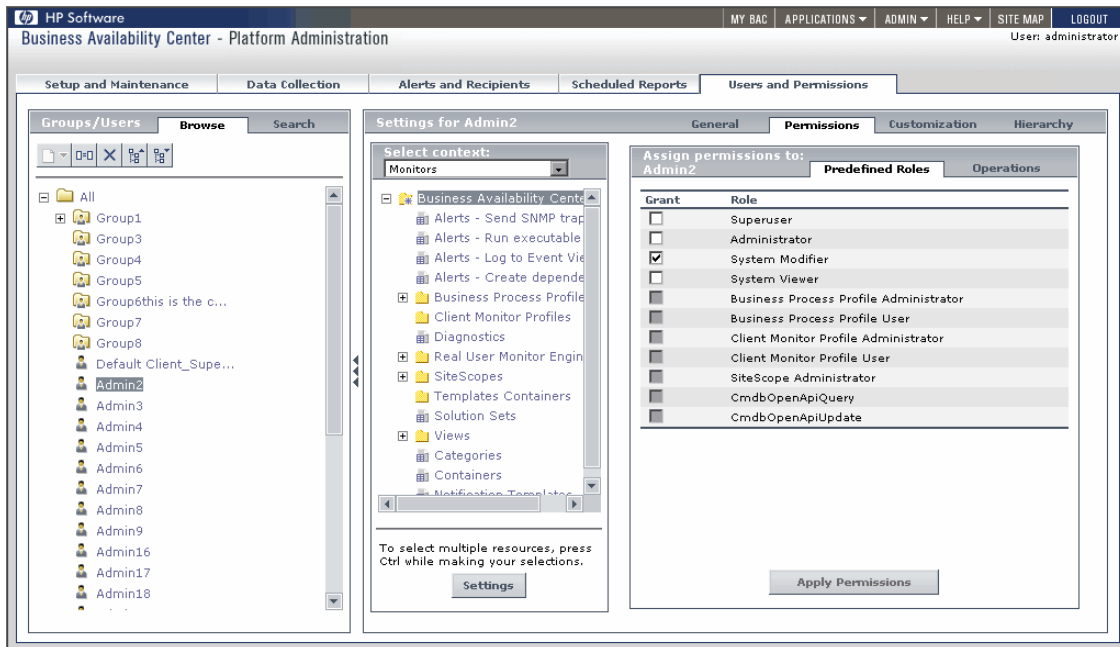 HP Software
MY BAC APPLICATIONS ADMIN HELP SITE MAP LOGOUT
Business Availability Center - Platform Administration
User: administrator
Setup and Maintenance Data Collection Alerts and Recipients Scheduled Reports Users and Permissions
Groups/Users Browse Search
All
Group1
Group3
Group4
Group5
Group6this is the c...
Group7
Group8
Default Client_Supe...
Admin2
Admin3
Admin4
Admin5
Admin6
Admin7
Admin8
Admin9
Admin16
Admin17
Admin18
Settings for Admin2 General Permissions Customization Hierarchy
Select context:
Monitors
Business Availability Cente
Alerts - Send SNMP trap
Alerts - Run executable
Alerts - Log to Event Vie
Alerts - Create depende
Business Process Profile
Client Monitor Profiles
Diagnostics
Real User Monitor Engin
SiteScopes
Templates Containers
Solution Sets
Views
Categories
Containers
Notification Templates
To select multiple resources, press
Ctrl while making your selections.
Settings
Assign permissions to:
Admin2 Predefined Roles Operations
Grant Role
Superuser
Administrator
System Modifier
System Viewer
Business Process Profile Administrator
Business Process Profile User
Client Monitor Profile Administrator
Client Monitor Profile User
SiteScope Administrator
CmdbOpenApiQuery
CmdbOpenApiUpdate
Apply Permissions